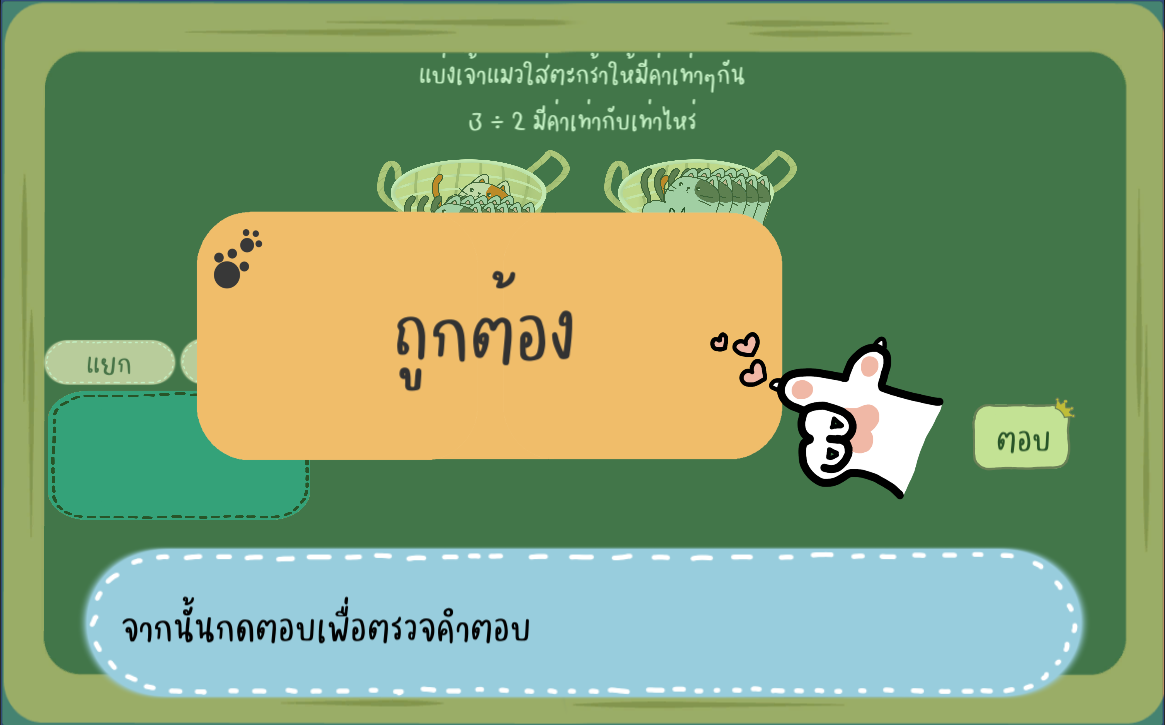 แบ่งเจ้าแมวใส่ตะกร้าให้มีค่าเท่าๆกัน
3 ÷ 2 มีค่าเท่ากับเท่าไหร่
ถูกต้อง
แยก
ตอบ
จากนั้นกดตอบเพื่อตรวจคำตอบ